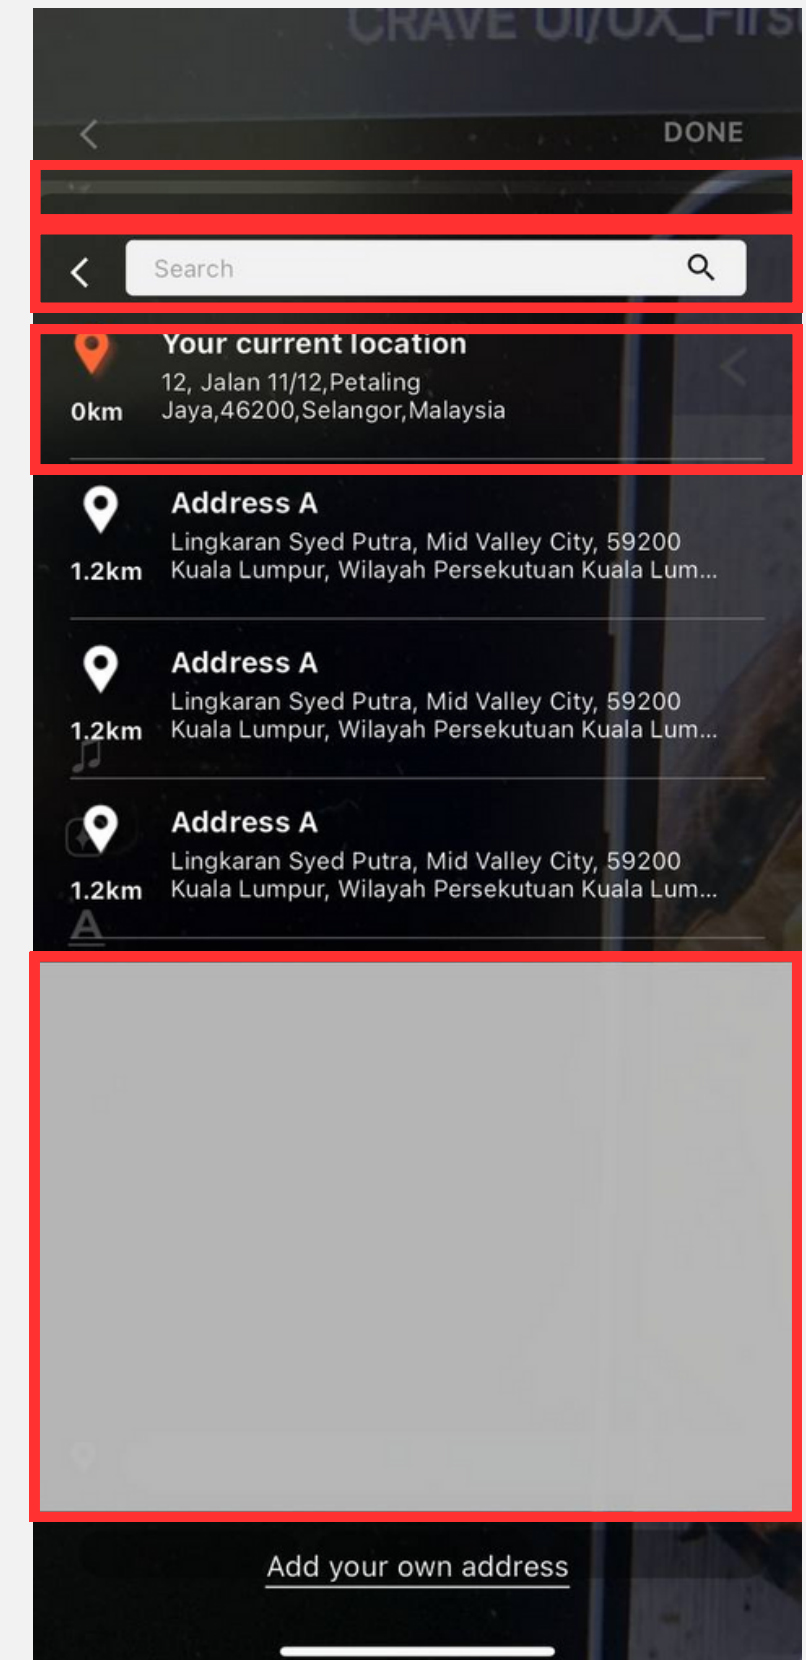 CRAVE UI/UX_Firs
DONE
Search
Your current location
12, Jalan 11/12,Petaling
Jaya,46200,Selangor,Malaysia
0km
Address A
Lingkaran Syed Putra, Mid Valley City, 59200
Kuala Lumpur, Wilayah Persekutuan Kuala Lum...
1.2km
Address A
Lingkaran Syed Putra, Mid Valley City, 59200
Kuala Lumpur, Wilayah Persekutuan Kuala Lum...
1.2km
Address A
Lingkaran Syed Putra, Mid Valley City, 59200
Kuala Lumpur, Wilayah Persekutuan Kuala Lum...
1.2km
A
Add your own address